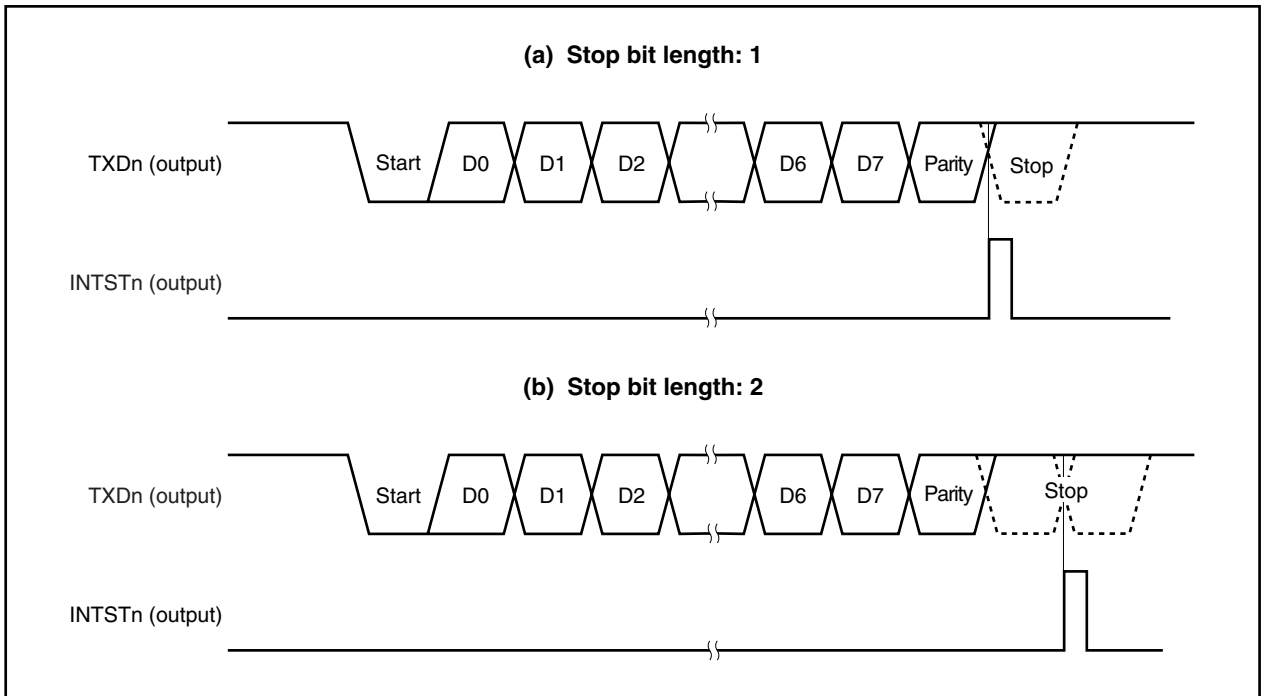 (a) Stop bit length: 1
TXDn (output) Start D0 D1 D2 D6 D7 Parity Stop
INTSTn (output)
(b) Stop bit length: 2
TXDn (output) Start D0 D1 D2 D6 D7 Parity Stop
INTSTn (output)